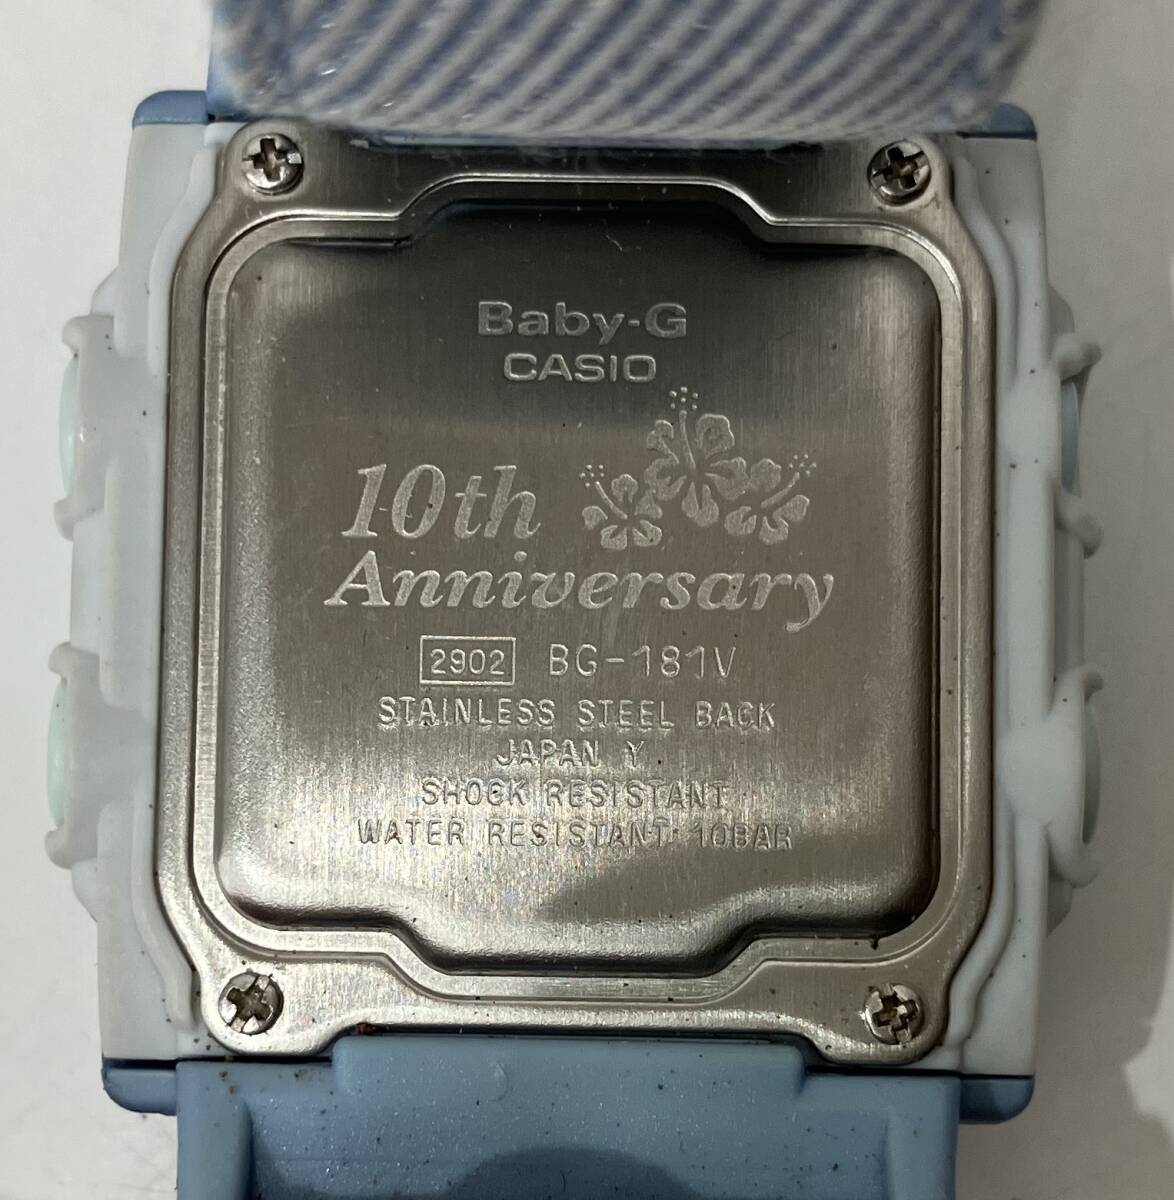 Baby-G
CASIO
10th
Anniversary
2902 BG-181V
STAINLESS STEEL BACK
JAPAN Y
SHOCK RESISTANT
WATER RESISTANT 10BAR